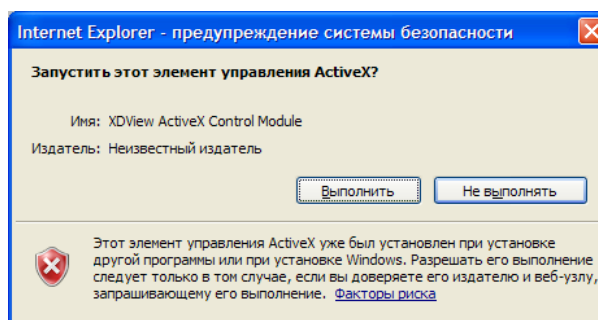 Internet Explorer - предупреждение системы безопасности
Запустить этот элемент управления ActiveX?
Имя: XDView ActiveX Control Module
Издатель: Неизвестный издатель
Выполнить Не выполнять
Этот элемент управления ActiveX уже был установлен при установке
другой программы или при установке Windows. Разрешать его выполнение
следует только в том случае, если вы доверяете его издателю и веб-узлу,
запрашивающему его выполнение. Факторы риска